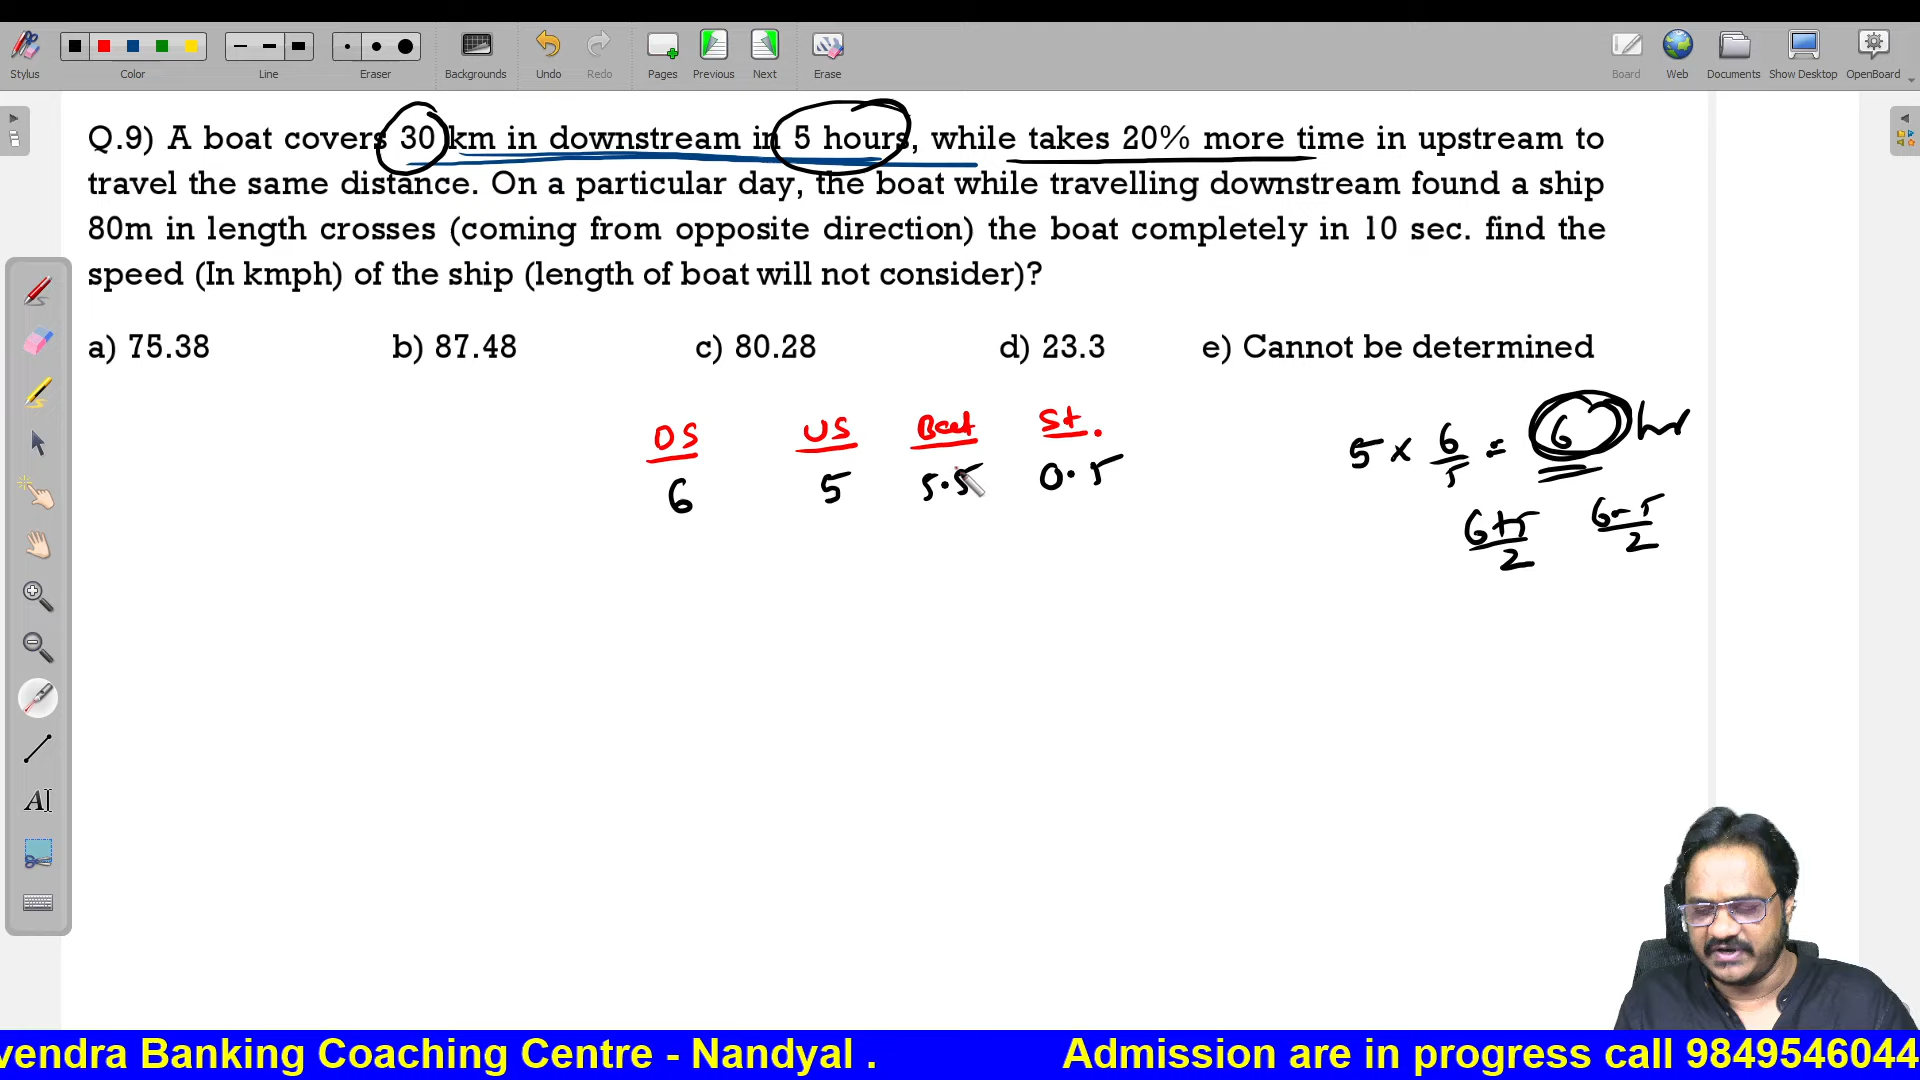 Stylus
Color
Line
Eraser
Backgrounds
Undo
Redo
Pages
Previous
Next
Erase
Board
Web
Documents
Show Desktop
OpenBoard
Q.9) A boat covers 30 km in downstream in 5 hours, while takes 20% more time in upstream to
travel the same distance. On a particular day, the boat while travelling downstream found a ship
80m in length crosses (coming from opposite direction) the boat completely in 10 sec. find the
speed (In kmph) of the ship (length of boat will not consider)?
a) 75.38 b) 87.48 c) 80.28 d) 23.3 e) Cannot be determined
DS US Boat St.
6 5 5.5 0.5
5 × 6/5 = 6 hr
6+5/2 6-5/2
vendra Banking Coaching Centre - Nandyal . Admission are in progress call 9849546044